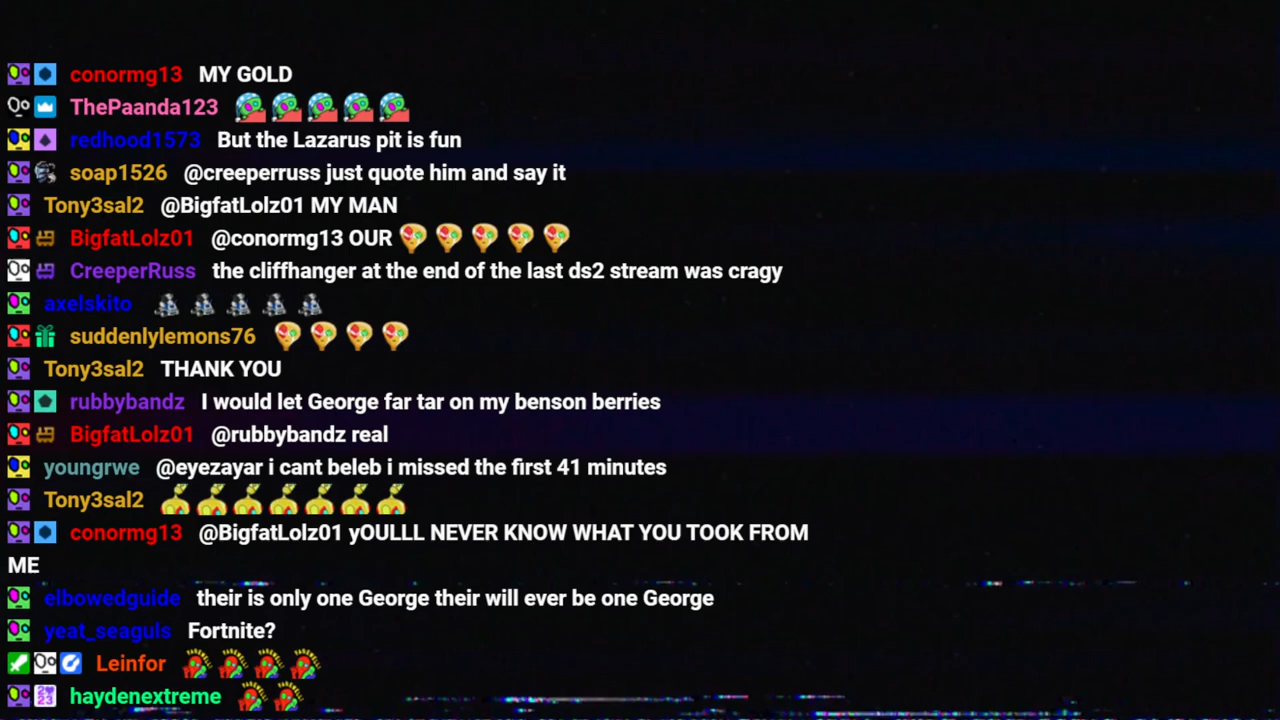 conormg13 MY GOLD
ThePaanda123
redhood1573 But the Lazarus pit is fun
soap1526 @creeperruss just quote him and say it
Tony3sal2 @BigfatLolz01 MY MAN
BigfatLolz01 @conormg13 OUR
CreeperRuss the cliffhanger at the end of the last ds2 stream was cragy
axelskito
suddenlylemons76
Tony3sal2 THANK YOU
rubbybandz I would let George far tar on my benson berries
BigfatLolz01 @rubbybandz real
youngrwe @eyezayar i cant beleb i missed the first 41 minutes
Tony3sal2
conormg13 @BigfatLolz01 yOULLL NEVER KNOW WHAT YOU TOOK FROM
ME
elbowedguide their is only one George their will ever be one George
yeat_seaguls Fortnite?
Leinfor
haydenextreme